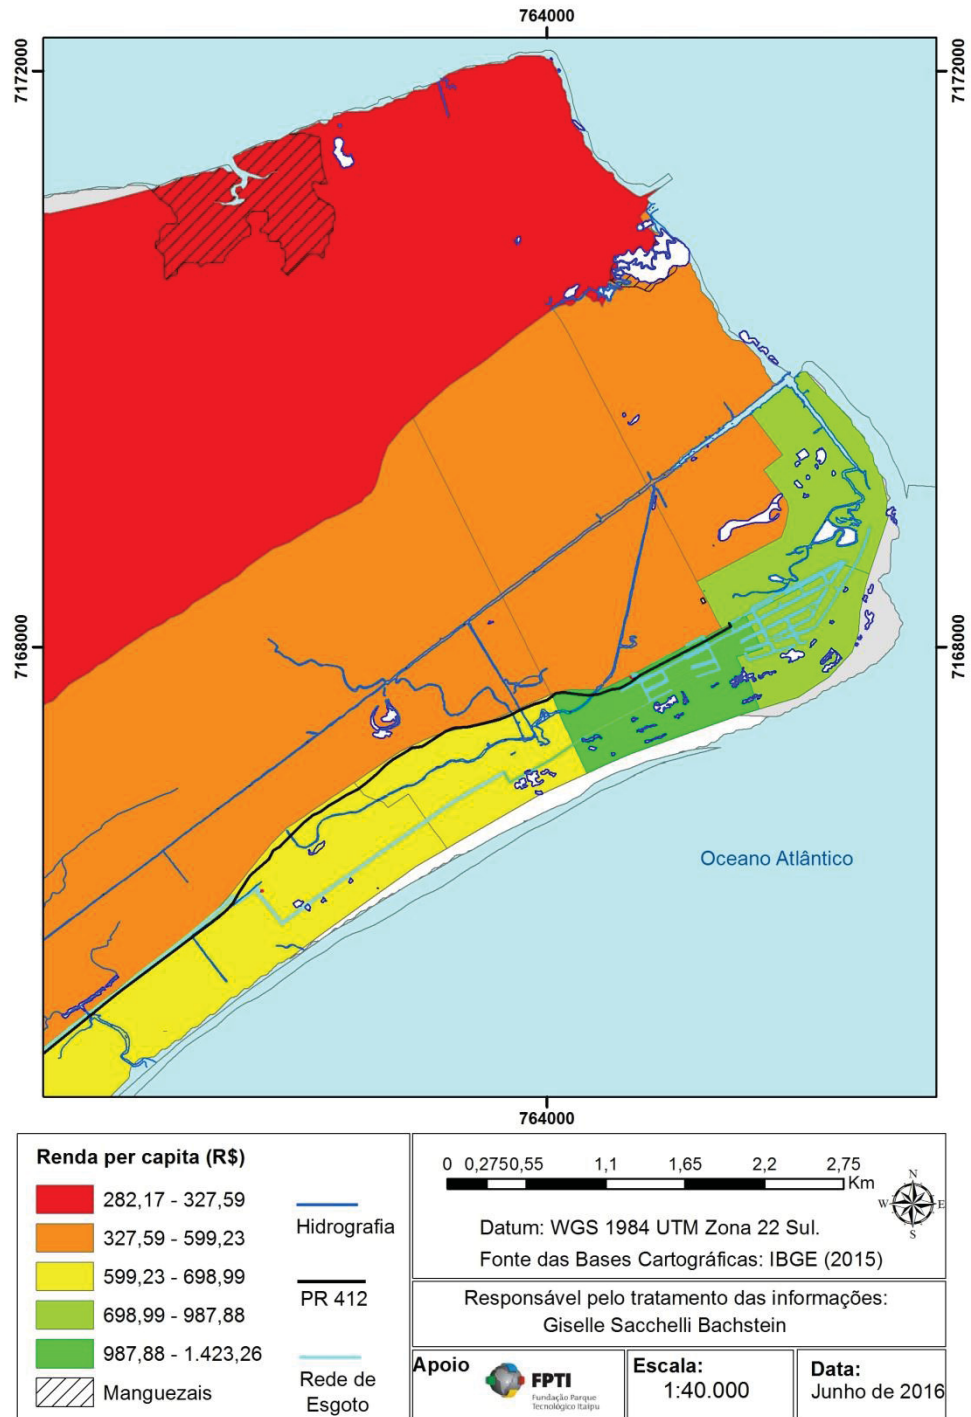 764000
7172000
7172000
7168000
7168000
Oceano Atlântico
764000
Renda per capita (R$)
282,17 - 327,59
327,59 - 599,23
599,23 - 698,99
698,99 - 987,88
987,88 - 1.423,26
Manguezais
Hidrografia
PR 412
Rede de
Esgoto
0 0,275 0,55 1,1 1,65 2,2 2,75
Km
N
W E
S
Datum: WGS 1984 UTM Zona 22 Sul.
Fonte das Bases Cartográficas: IBGE (2015)
Responsável pelo tratamento das informações:
Giselle Sacchelli Bachstein
Apoio
FPTI
Fundação Parque
Tecnológico Itaipu
Escala:
1:40.000
Data:
Junho de 2016